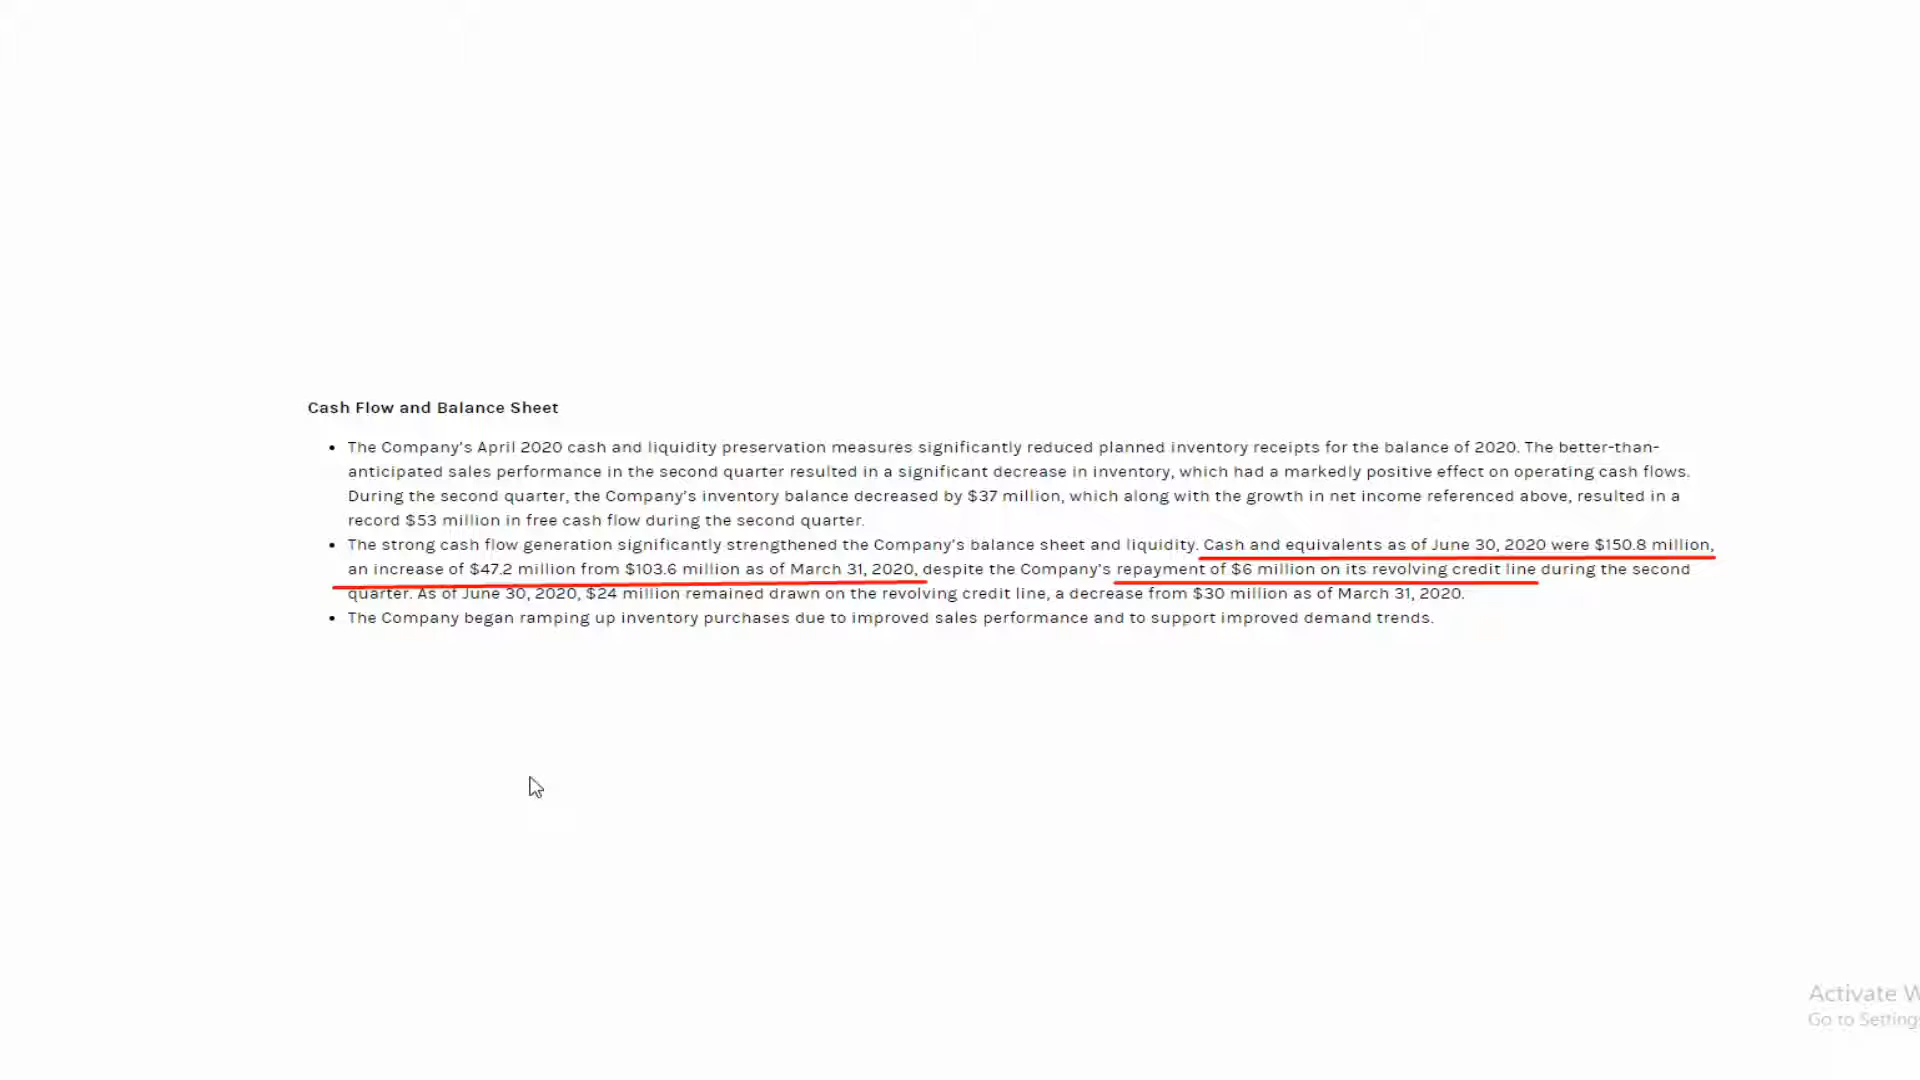 Cash Flow and Balance Sheet
• The Company's April 2020 cash and liquidity preservation measures significantly reduced planned inventory receipts for the balance of 2020. The better-than-
anticipated sales performance in the second quarter resulted in a significant decrease in inventory, which had a markedly positive effect on operating cash flows.
During the second quarter, the Company's inventory balance decreased by $37 million, which along with the growth in net income referenced above, resulted in a
record $53 million in free cash flow during the second quarter.
• The strong cash flow generation significantly strengthened the Company's balance sheet and liquidity. Cash and equivalents as of June 30, 2020 were $150.8 million,
an increase of $47.2 million from $103.6 million as of March 31, 2020, despite the Company's repayment of $6 million on its revolving credit line during the second
quarter. As of June 30, 2020, $24 million remained drawn on the revolving credit line, a decrease from $30 million as of March 31, 2020.
• The Company began ramping up inventory purchases due to improved sales performance and to support improved demand trends.
Activate W
Go to Settings